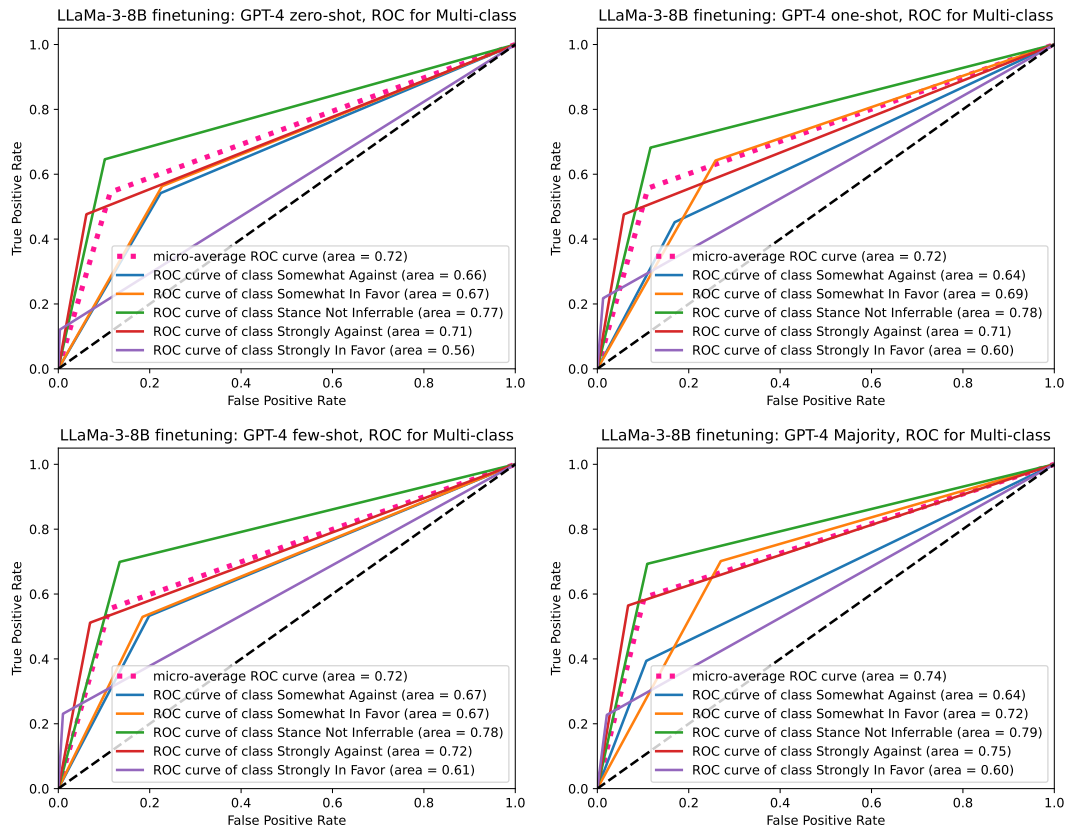 LLaMa-3-8B finetuning: GPT-4 zero-shot, ROC for Multi-class
1.0
0.8
0.6
0.4
0.2
0.0
True Positive Rate
micro-average ROC curve (area = 0.72)
ROC curve of class Somewhat Against (area = 0.66)
ROC curve of class Somewhat In Favor (area = 0.67)
ROC curve of class Stance Not Inferrable (area = 0.77)
ROC curve of class Strongly Against (area = 0.71)
ROC curve of class Strongly In Favor (area = 0.56)
0.0 0.2 0.4 0.6 0.8 1.0
False Positive Rate
LLaMa-3-8B finetuning: GPT-4 one-shot, ROC for Multi-class
1.0
0.8
0.6
0.4
0.2
0.0
True Positive Rate
micro-average ROC curve (area = 0.72)
ROC curve of class Somewhat Against (area = 0.64)
ROC curve of class Somewhat In Favor (area = 0.69)
ROC curve of class Stance Not Inferrable (area = 0.78)
ROC curve of class Strongly Against (area = 0.71)
ROC curve of class Strongly In Favor (area = 0.60)
0.0 0.2 0.4 0.6 0.8 1.0
False Positive Rate
LLaMa-3-8B finetuning: GPT-4 few-shot, ROC for Multi-class
1.0
0.8
0.6
0.4
0.2
0.0
True Positive Rate
micro-average ROC curve (area = 0.72)
ROC curve of class Somewhat Against (area = 0.67)
ROC curve of class Somewhat In Favor (area = 0.67)
ROC curve of class Stance Not Inferrable (area = 0.78)
ROC curve of class Strongly Against (area = 0.72)
ROC curve of class Strongly In Favor (area = 0.61)
0.0 0.2 0.4 0.6 0.8 1.0
False Positive Rate
LLaMa-3-8B finetuning: GPT-4 Majority, ROC for Multi-class
1.0
0.8
0.6
0.4
0.2
0.0
True Positive Rate
micro-average ROC curve (area = 0.74)
ROC curve of class Somewhat Against (area = 0.64)
ROC curve of class Somewhat In Favor (area = 0.72)
ROC curve of class Stance Not Inferrable (area = 0.79)
ROC curve of class Strongly Against (area = 0.75)
ROC curve of class Strongly In Favor (area = 0.60)
0.0 0.2 0.4 0.6 0.8 1.0
False Positive Rate